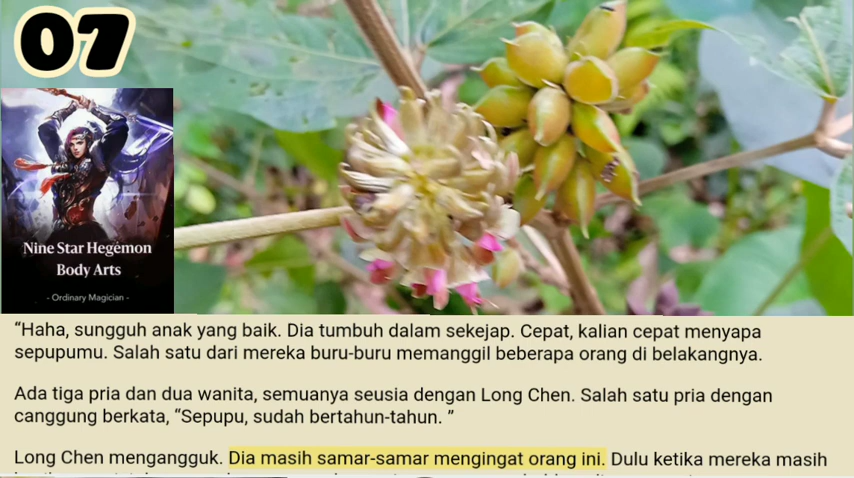 07
Nine Star Hegemon
Body Arts
- Ordinary Magician -
“Haha, sungguh anak yang baik. Dia tumbuh dalam sekejap. Cepat, kalian cepat menyapa
sepupumu. Salah satu dari mereka buru-buru memanggil beberapa orang di belakangnya.
Ada tiga pria dan dua wanita, semuanya seusia dengan Long Chen. Salah satu pria dengan
canggung berkata, “Sepupu, sudah bertahun-tahun. ”
Long Chen mengangguk. Dia masih samar-samar mengingat orang ini. Dulu ketika mereka masih